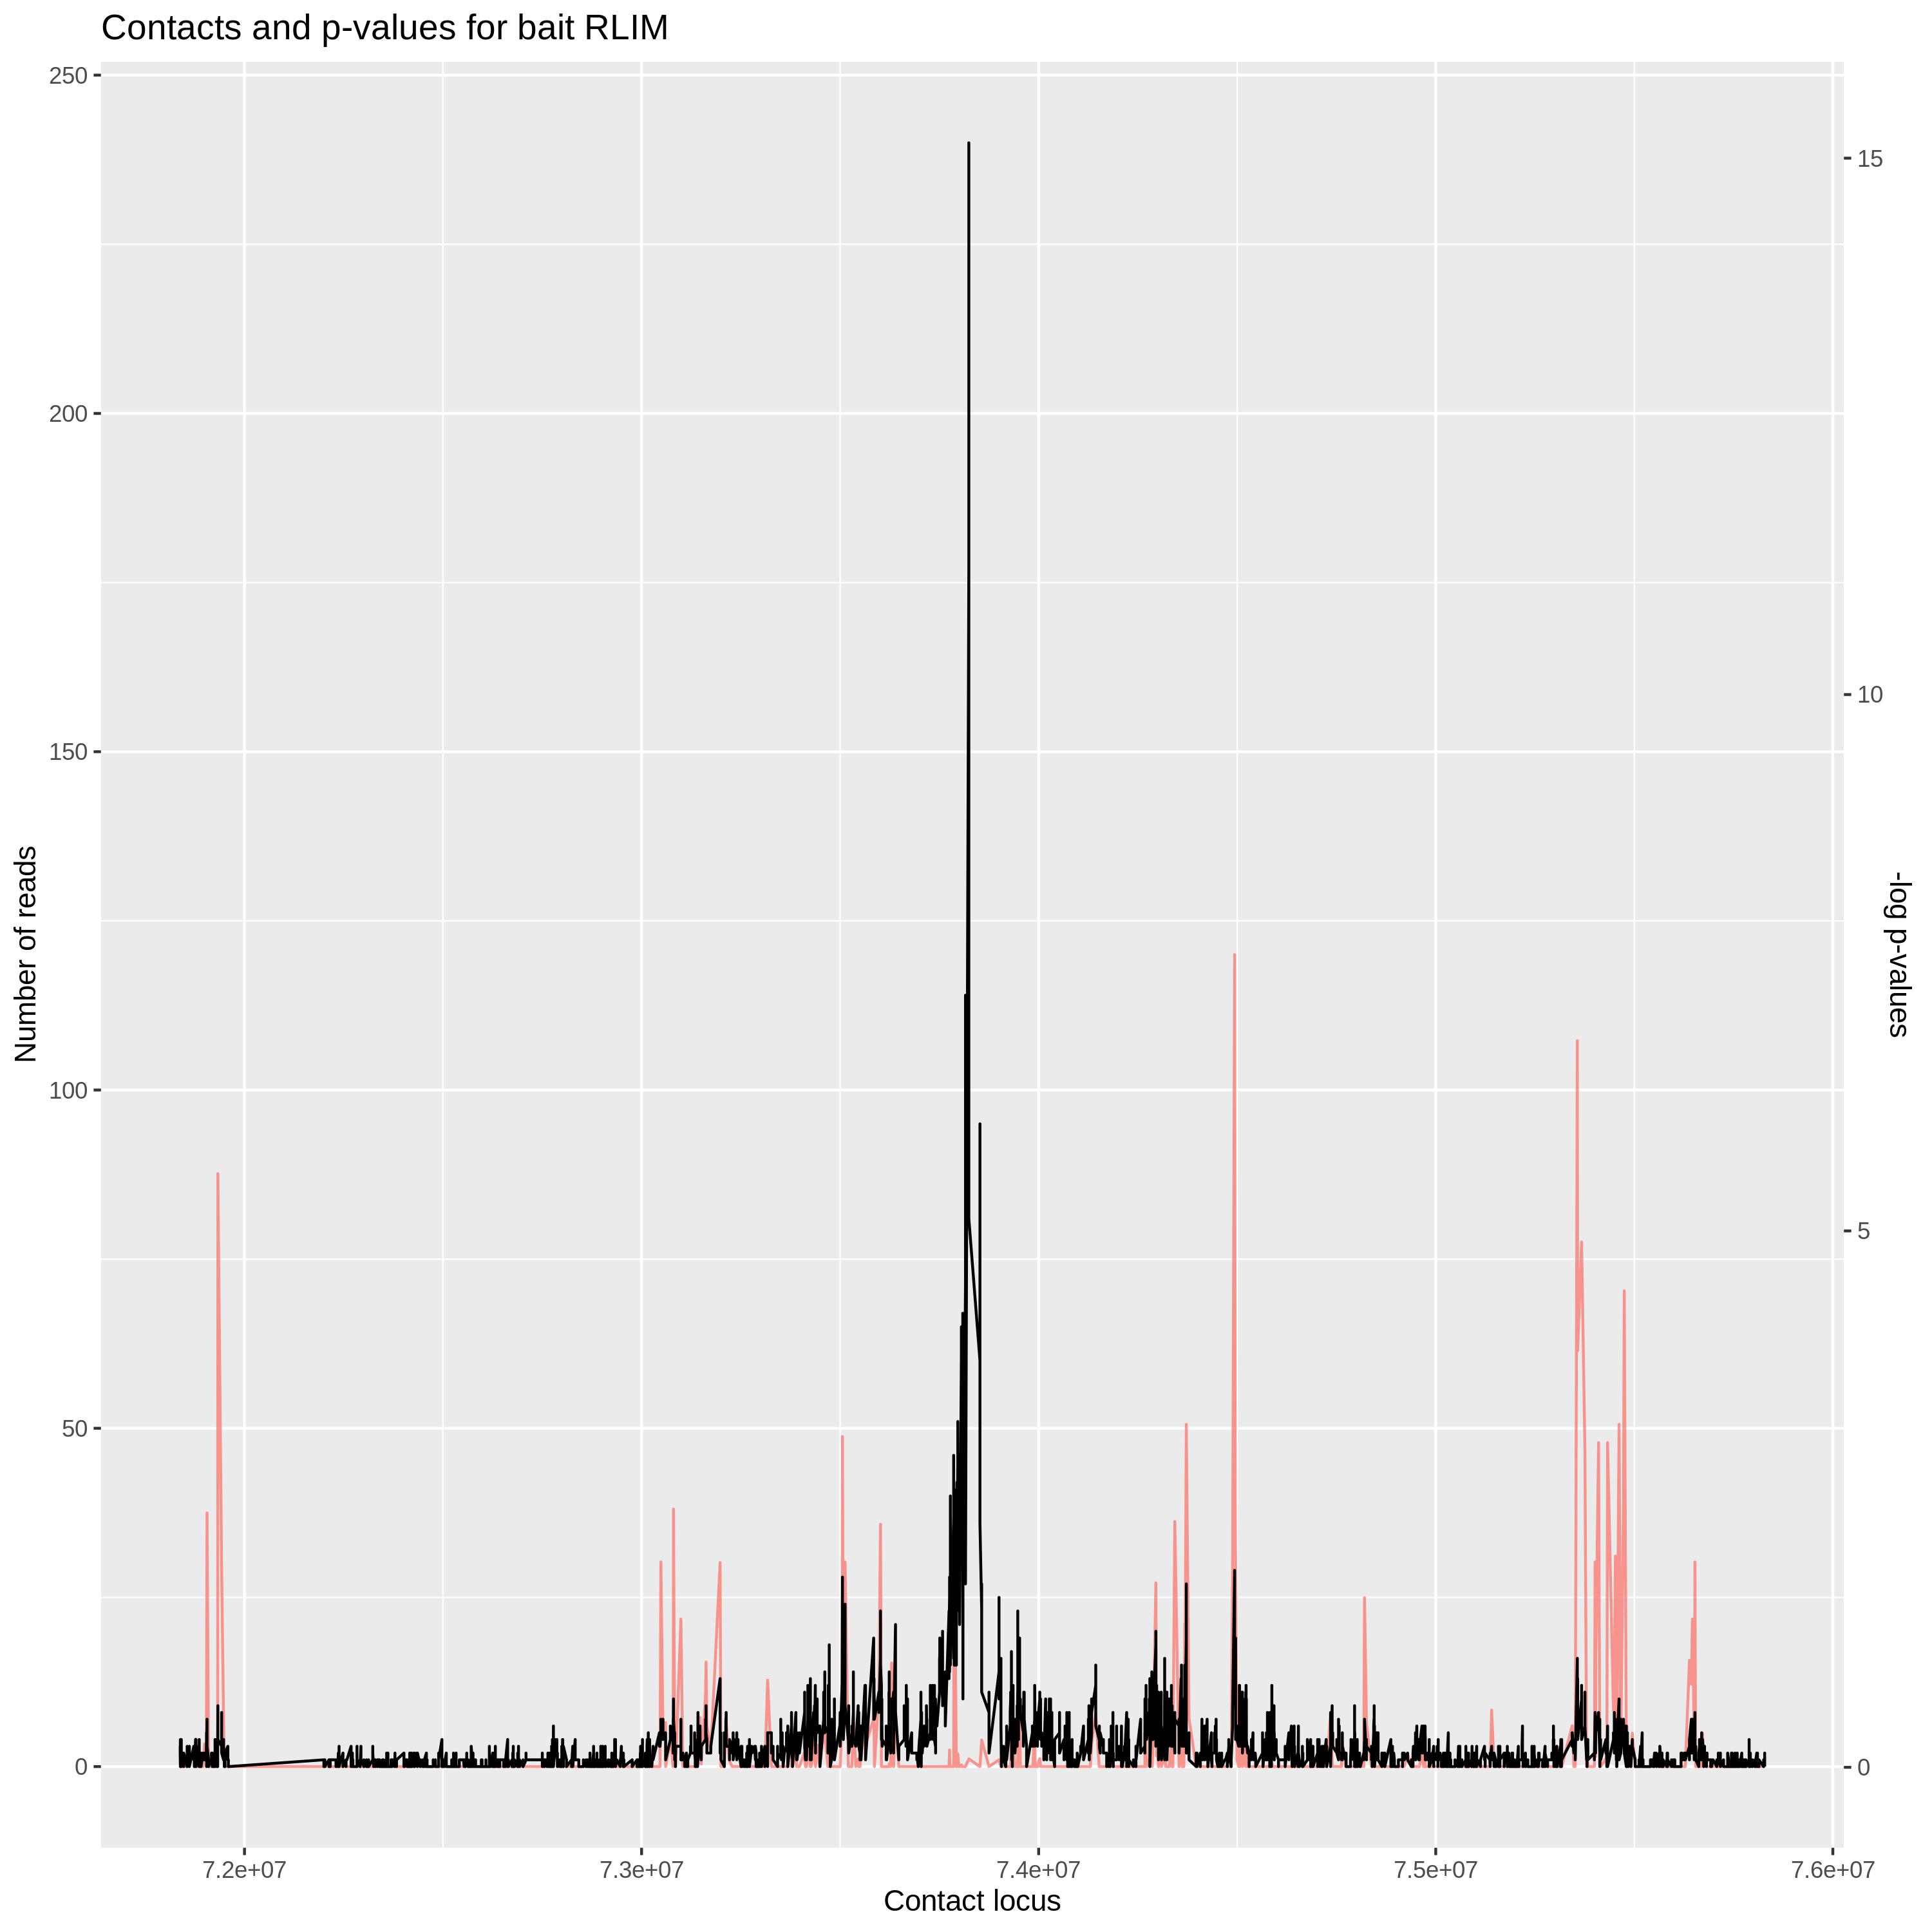 Contacts and p-values for bait RLIM
250
200
150
100
50
0
Number of reads
15
10
5
0
-log p-values
7.2e+07 7.3e+07 7.4e+07 7.5e+07 7.6e+07
Contact locus